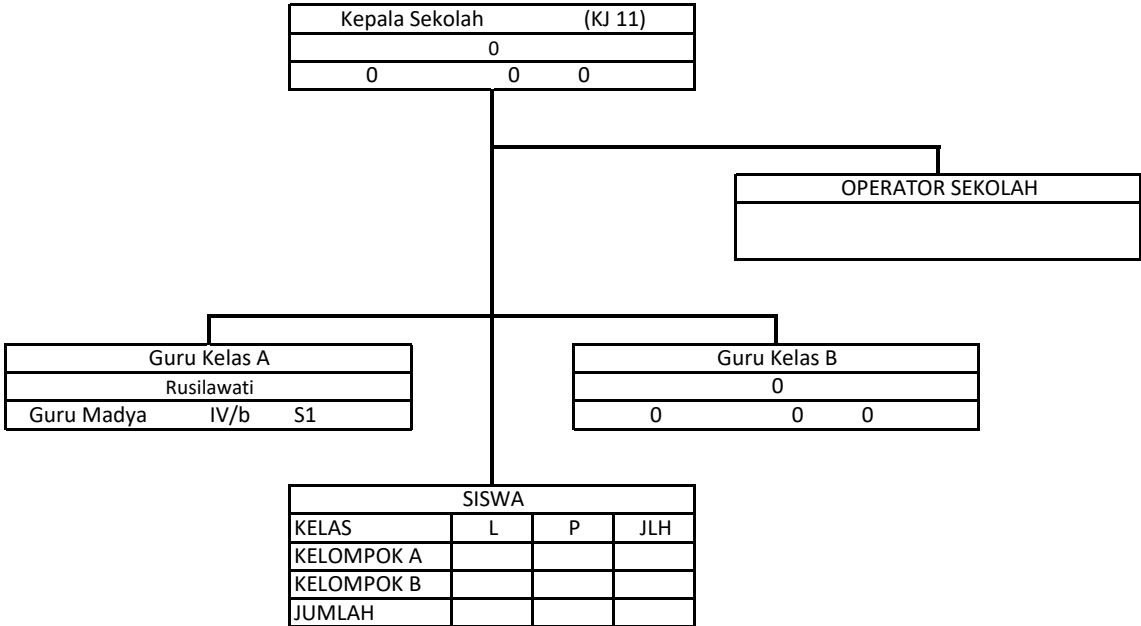 Kepala Sekolah (KJ 11)
0
0 0 0
OPERATOR SEKOLAH
Guru Kelas A
Rusilawati
Guru Madya IV/b S1
Guru Kelas B
0
0 0 0
SISWA
KELAS L P JLH
KELOMPOK A
KELOMPOK B
JUMLAH